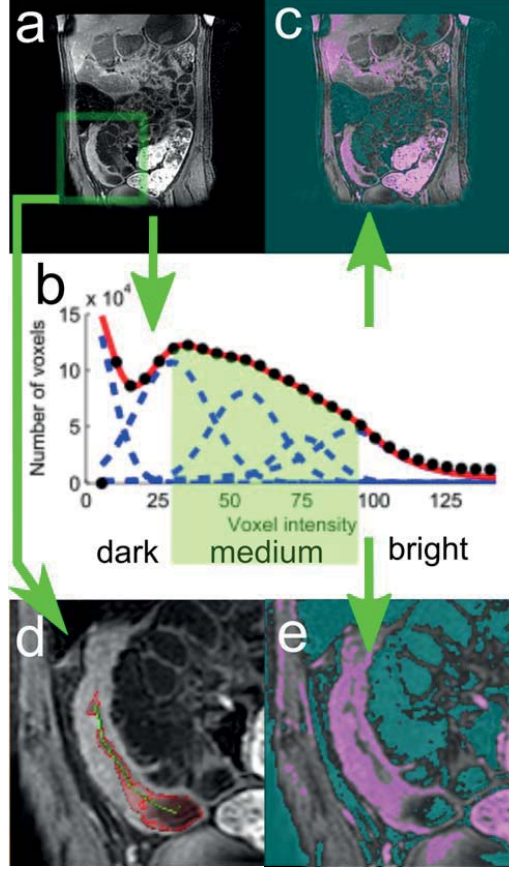 a
c
b
x 10⁴
15
10
5
0
Number of voxels
0 25 50 75 100 125
Voxel intensity
dark medium bright
d
e